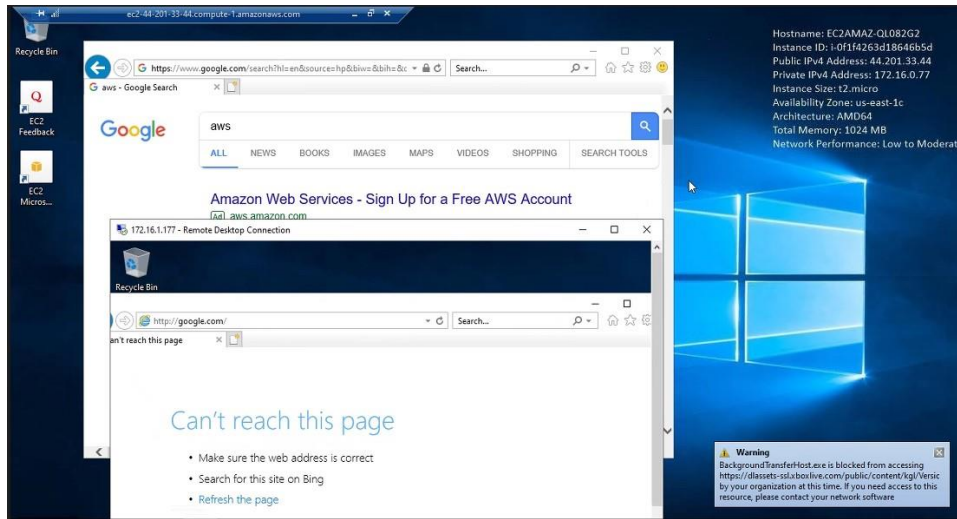 ec2-44-201-33-44.compute-1.amazonaws.com
Recycle Bin
EC2
Feedback
EC2
Micros...
Hostname: EC2AMAZ-QL082G2
Instance ID: i-0f1f4263d18646b5d
Public IPv4 Address: 44.201.33.44
Private IPv4 Address: 172.16.0.77
Instance Size: t2.micro
Availability Zone: us-east-1c
Architecture: AMD64
Total Memory: 1024 MB
Network Performance: Low to Moderat
https://www.google.com/search?hl=en&source=hp&biw=&bih=&c
Search...
aws - Google Search
Google
aws
ALL NEWS BOOKS IMAGES MAPS VIDEOS SHOPPING SEARCH TOOLS
Amazon Web Services - Sign Up for a Free AWS Account
Ad aws.amazon.com
172.16.1.177 - Remote Desktop Connection
Recycle Bin
http://google.com/
Search...
an't reach this page
Can't reach this page
• Make sure the web address is correct
• Search for this site on Bing
• Refresh the page
Warning
BackgroundTransferHost.exe is blocked from accessing
https://dlassets-ssl.xboxlive.com/public/content/kgl/Versic
by your organization at this time. If you need access to this
resource, please contact your network software